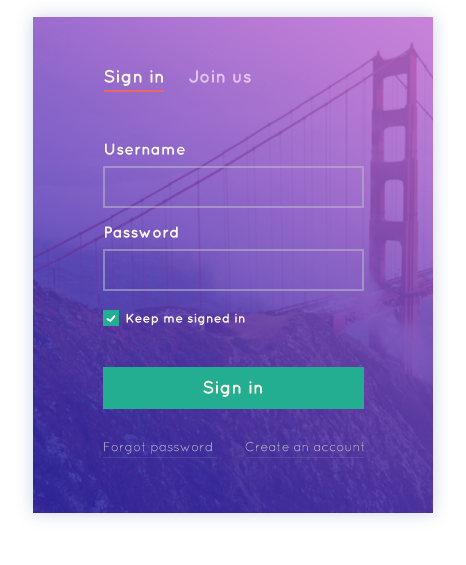 Sign in Join us
Username
Password
Keep me signed in
Sign in
Forgot password Create an account